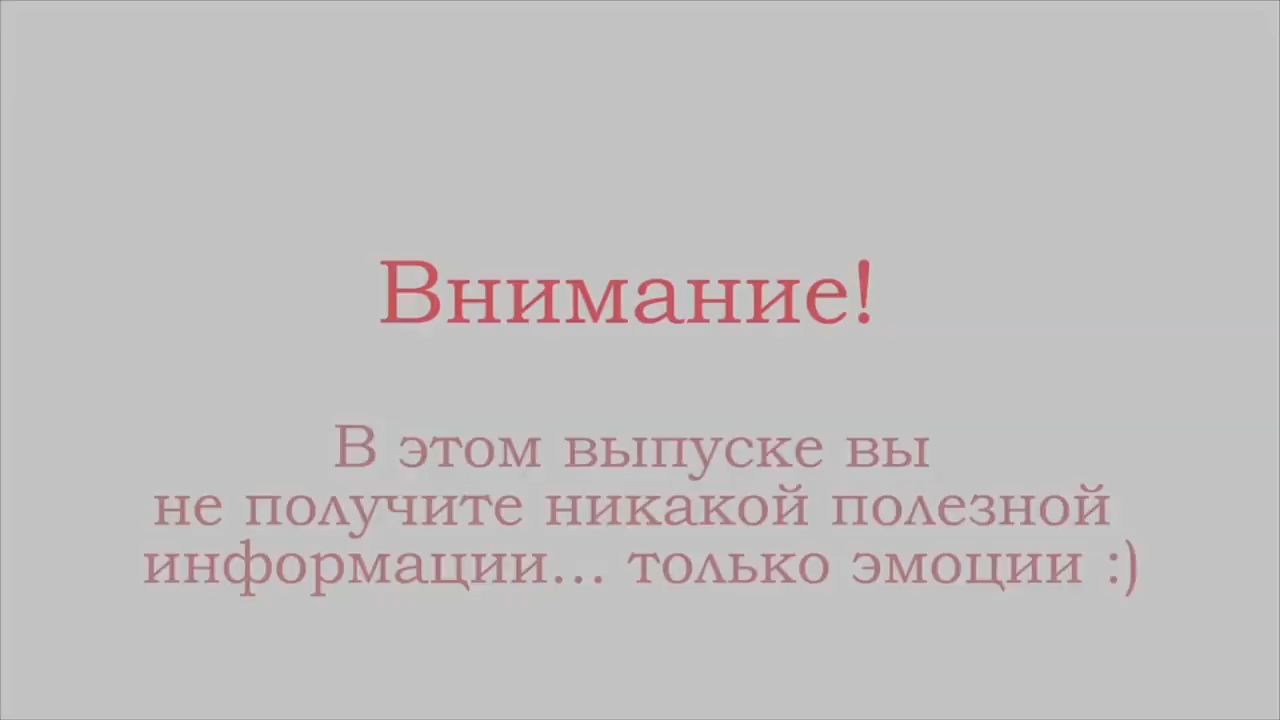 Внимание!
В этом выпуске вы
не получите никакой полезной
информации... только эмоции :)